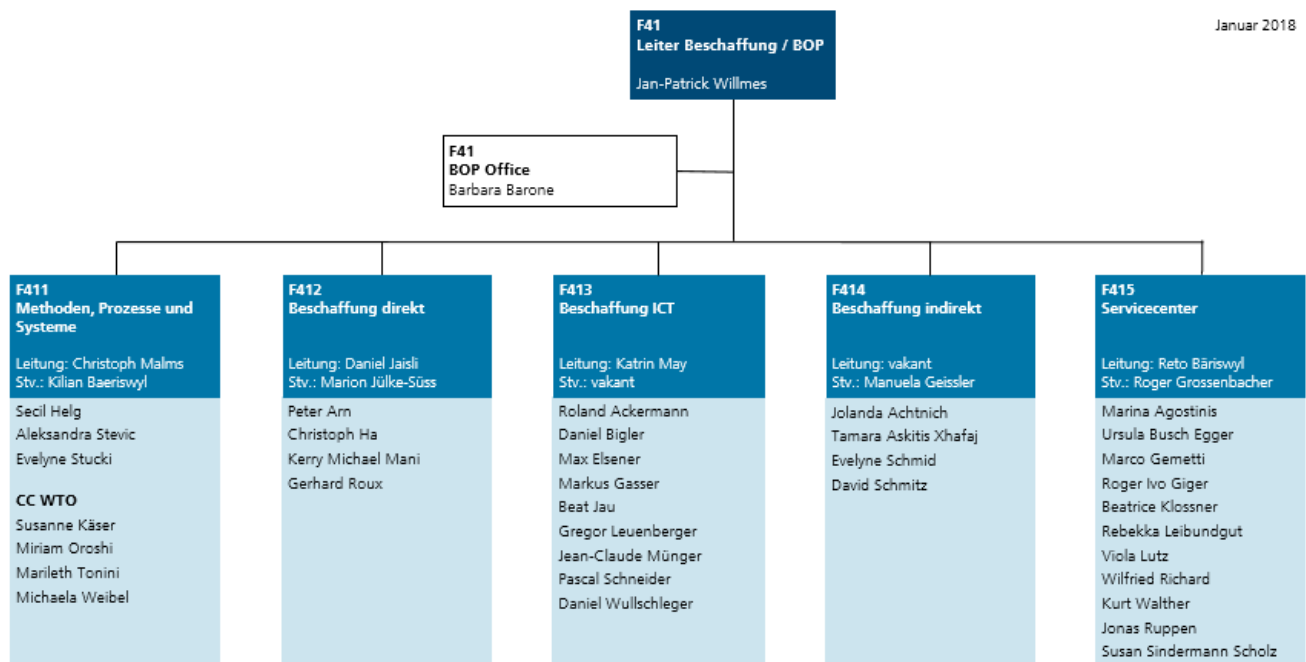 Januar 2018
F41
Leiter Beschaffung / BOP
Jan-Patrick Willmes
F41
BOP Office
Barbara Barone
F411
Methoden, Prozesse und
Systeme
Leitung: Christoph Malms
Stv.: Kilian Baeriswyl
Secil Helg
Aleksandra Stevic
Evelyne Stucki
CC WTO
Susanne Käser
Miriam Oroshi
Marileth Tonini
Michaela Weibel
F412
Beschaffung direkt
Leitung: Daniel Jaisli
Stv.: Marion Jülke-Süss
Peter Arn
Christoph Ha
Kerry Michael Mani
Gerhard Roux
F413
Beschaffung ICT
Leitung: Katrin May
Stv.: vakant
Roland Ackermann
Daniel Bigler
Max Elsener
Markus Gasser
Beat Jau
Gregor Leuenberger
Jean-Claude Münger
Pascal Schneider
Daniel Wullschleger
F414
Beschaffung indirekt
Leitung: vakant
Stv.: Manuela Geissler
Jolanda Achtnich
Tamara Askitis Xhafaj
Evelyne Schmid
David Schmitz
F415
Servicecenter
Leitung: Reto Bäriswyl
Stv.: Roger Grossenbacher
Marina Agostinis
Ursula Busch Egger
Marco Gemetti
Roger Ivo Giger
Beatrice Klossner
Rebekka Leibundgut
Viola Lutz
Wilfried Richard
Kurt Walther
Jonas Ruppen
Susan Sindermann Scholz